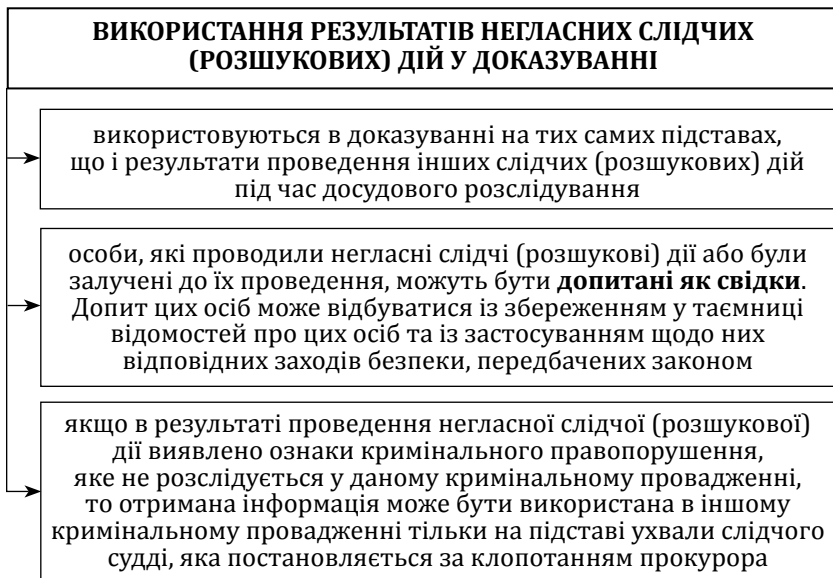 ВИКОРИСТАННЯ РЕЗУЛЬТАТІВ НЕГЛАСНИХ СЛІДЧИХ
(РОЗШУКОВИХ) ДІЙ У ДОКАЗУВАННІ
використовуються в доказуванні на тих самих підставах,
що і результати проведення інших слідчих (розшукових) дій
під час досудового розслідування
особи, які проводили негласні слідчі (розшукові) дії або були
залучені до їх проведення, можуть бути допитані як свідки.
Допит цих осіб може відбуватися із збереженням у таємниці
відомостей про цих осіб та із застосуванням щодо них
відповідних заходів безпеки, передбачених законом
якщо в результаті проведення негласної слідчої (розшукової)
дії виявлено ознаки кримінального правопорушення,
яке не розслідується у даному кримінальному провадженні,
то отримана інформація може бути використана в іншому
кримінальному провадженні тільки на підставі ухвали слідчого
судді, яка постановляється за клопотанням прокурора